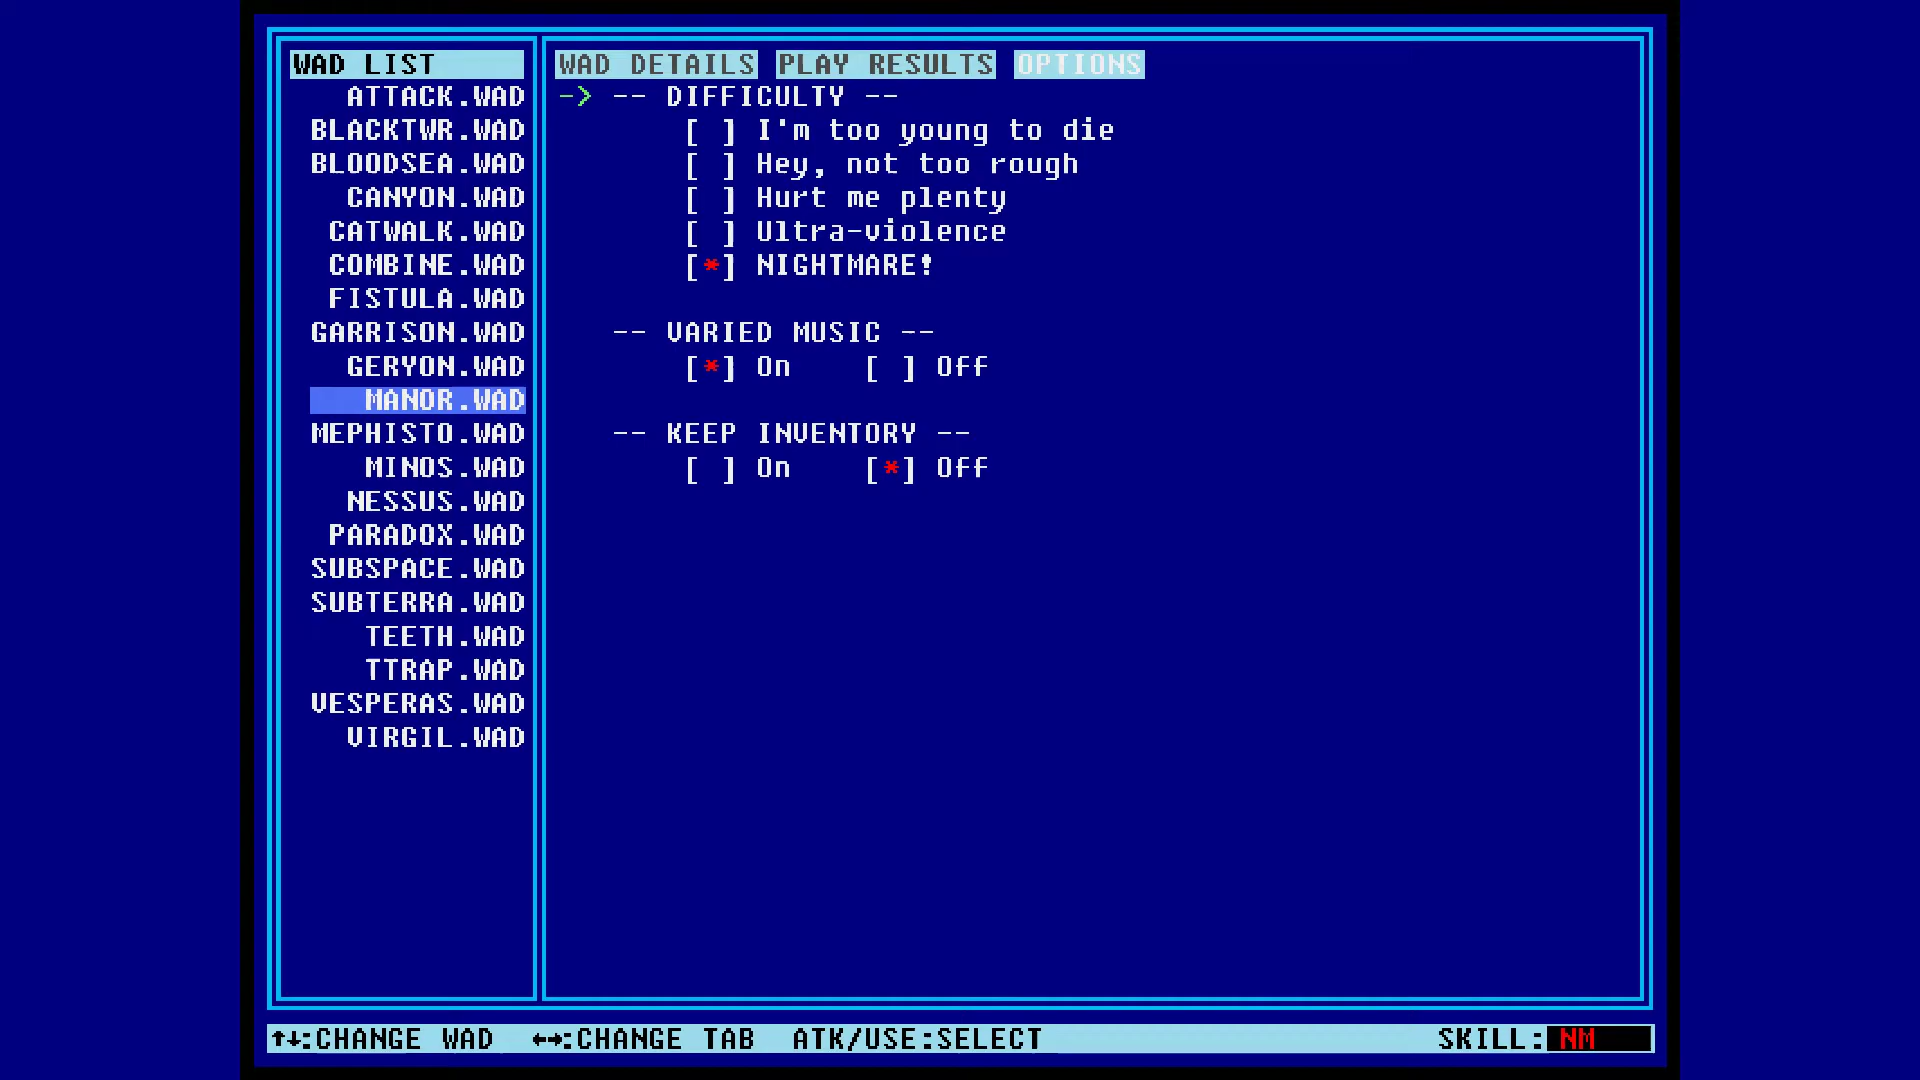 WAD LIST
ATTACK.WAD
BLACKTWR.WAD
BLOODSEA.WAD
CANYON.WAD
CATWALK.WAD
COMBINE.WAD
FISTULA.WAD
GARRISON.WAD
GERYON.WAD
MANOR.WAD
MEPHISTO.WAD
MINOS.WAD
NESSUS.WAD
PARADOX.WAD
SUBSPACE.WAD
SUBTERRA.WAD
TEETH.WAD
TTRAP.WAD
VESPERAS.WAD
VIRGIL.WAD
WAD DETAILS PLAY RESULTS OPTIONS
-> -- DIFFICULTY --
[ ] I'm too young to die
[ ] Hey, not too rough
[ ] Hurt me plenty
[ ] Ultra-violence
[*] NIGHTMARE!
-- VARIED MUSIC --
[*] On [ ] Off
-- KEEP INVENTORY --
[ ] On [*] Off
↑↓:CHANGE WAD ↔:CHANGE TAB ATK/USE:SELECT SKILL: NM